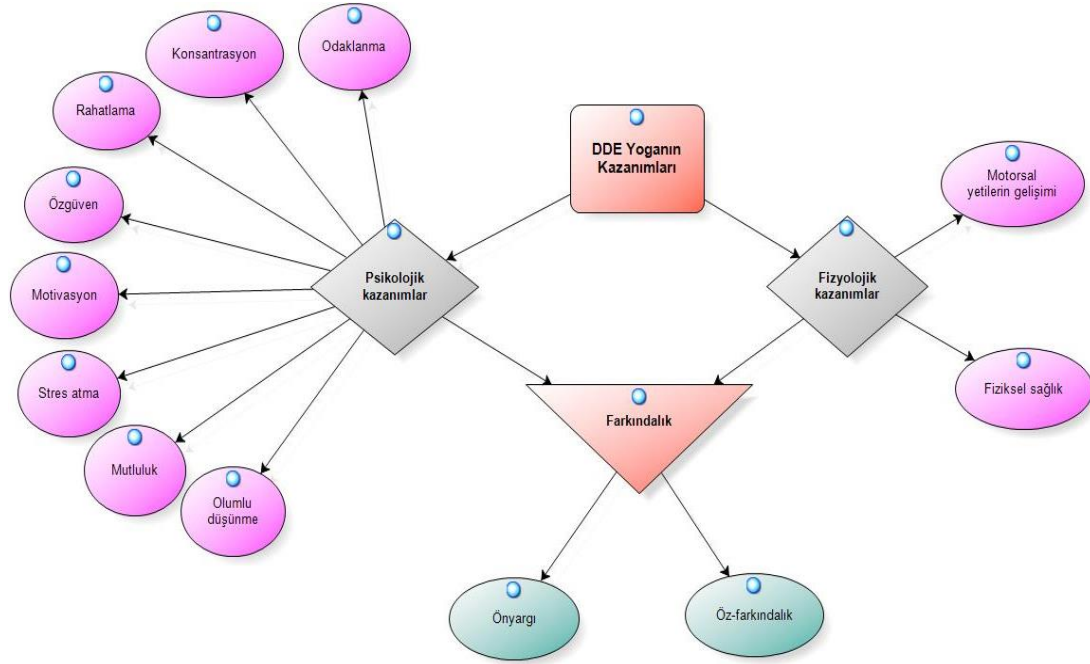 Odaklanma
Konsantrasyon
Rahatlama
DDE Yoganın
Kazanımları
Motorsal
yetilerin gelişimi
Özgüven
Psikolojik
kazanımlar
Fizyolojik
kazanımlar
Motivasyon
Stres atma
Fiziksel sağlık
Farkındalık
Mutluluk
Olumlu
düşünme
Önyargı
Öz-farkındalık